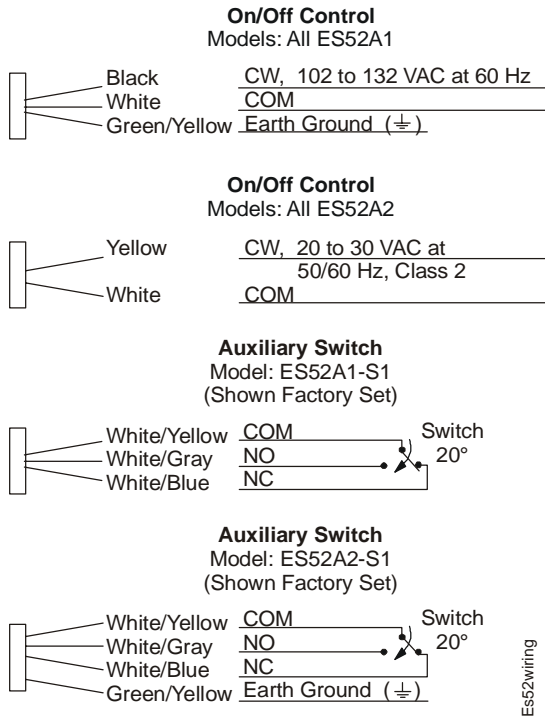 On/Off Control
Models: All ES52A1
Black CW, 102 to 132 VAC at 60 Hz
White COM
Green/Yellow Earth Ground (⏚)
On/Off Control
Models: All ES52A2
Yellow CW, 20 to 30 VAC at
50/60 Hz, Class 2
White COM
Auxiliary Switch
Model: ES52A1-S1
(Shown Factory Set)
White/Yellow COM Switch
White/Gray NO 20°
White/Blue NC
Auxiliary Switch
Model: ES52A2-S1
(Shown Factory Set)
White/Yellow COM Switch
White/Gray NO 20°
White/Blue NC
Green/Yellow Earth Ground (⏚)
Es52wiring